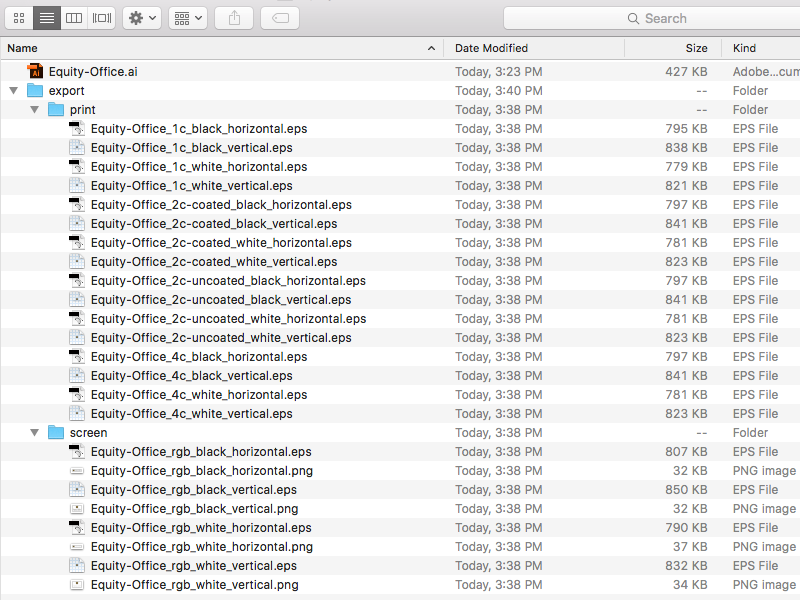 Search
Name Date Modified Size Kind
Equity-Office.ai Today, 3:23 PM 427 KB Adobe...cum
export Today, 3:40 PM -- Folder
print Today, 3:38 PM -- Folder
Equity-Office_1c_black_horizontal.eps Today, 3:38 PM 795 KB EPS File
Equity-Office_1c_black_vertical.eps Today, 3:38 PM 838 KB EPS File
Equity-Office_1c_white_horizontal.eps Today, 3:38 PM 779 KB EPS File
Equity-Office_1c_white_vertical.eps Today, 3:38 PM 821 KB EPS File
Equity-Office_2c-coated_black_horizontal.eps Today, 3:38 PM 797 KB EPS File
Equity-Office_2c-coated_black_vertical.eps Today, 3:38 PM 841 KB EPS File
Equity-Office_2c-coated_white_horizontal.eps Today, 3:38 PM 781 KB EPS File
Equity-Office_2c-coated_white_vertical.eps Today, 3:38 PM 823 KB EPS File
Equity-Office_2c-uncoated_black_horizontal.eps Today, 3:38 PM 797 KB EPS File
Equity-Office_2c-uncoated_black_vertical.eps Today, 3:38 PM 841 KB EPS File
Equity-Office_2c-uncoated_white_horizontal.eps Today, 3:38 PM 781 KB EPS File
Equity-Office_2c-uncoated_white_vertical.eps Today, 3:38 PM 823 KB EPS File
Equity-Office_4c_black_horizontal.eps Today, 3:38 PM 797 KB EPS File
Equity-Office_4c_black_vertical.eps Today, 3:38 PM 841 KB EPS File
Equity-Office_4c_white_horizontal.eps Today, 3:38 PM 781 KB EPS File
Equity-Office_4c_white_vertical.eps Today, 3:38 PM 823 KB EPS File
screen Today, 3:38 PM -- Folder
Equity-Office_rgb_black_horizontal.eps Today, 3:38 PM 807 KB EPS File
Equity-Office_rgb_black_horizontal.png Today, 3:38 PM 32 KB PNG image
Equity-Office_rgb_black_vertical.eps Today, 3:38 PM 850 KB EPS File
Equity-Office_rgb_black_vertical.png Today, 3:38 PM 32 KB PNG image
Equity-Office_rgb_white_horizontal.eps Today, 3:38 PM 790 KB EPS File
Equity-Office_rgb_white_horizontal.png Today, 3:38 PM 37 KB PNG image
Equity-Office_rgb_white_vertical.eps Today, 3:38 PM 832 KB EPS File
Equity-Office_rgb_white_vertical.png Today, 3:38 PM 34 KB PNG image